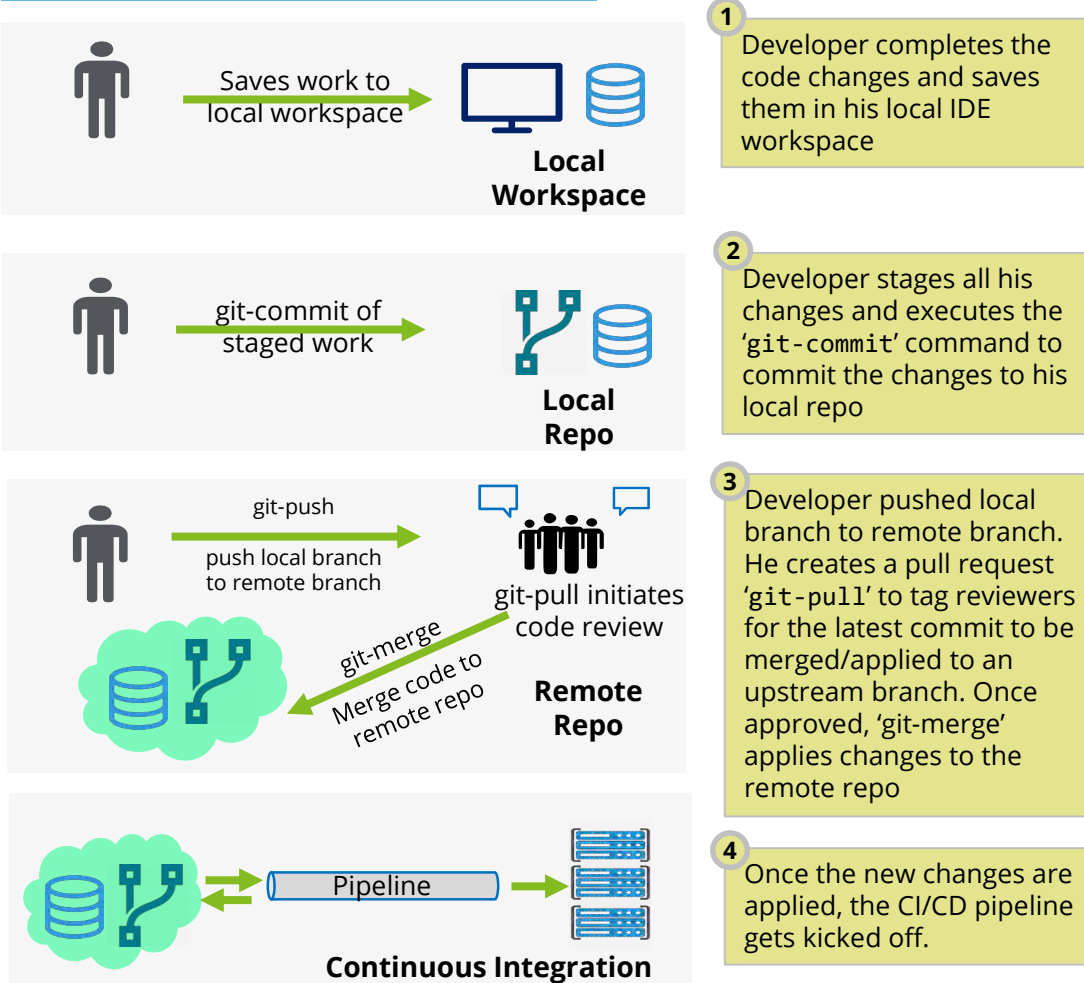 Saves work to
local workspace
Local
Workspace
1
Developer completes the
code changes and saves
them in his local IDE
workspace
git-commit of
staged work
Local
Repo
2
Developer stages all his
changes and executes the
‘git-commit’ command to
commit the changes to his
local repo
git-push
push local branch
to remote branch
git-pull initiates
code review
git-merge
Merge code to
remote repo
Remote
Repo
3
Developer pushed local
branch to remote branch.
He creates a pull request
‘git-pull’ to tag reviewers
for the latest commit to be
merged/applied to an
upstream branch. Once
approved, ‘git-merge’
applies changes to the
remote repo
Pipeline
Continuous Integration
4
Once the new changes are
applied, the CI/CD pipeline
gets kicked off.